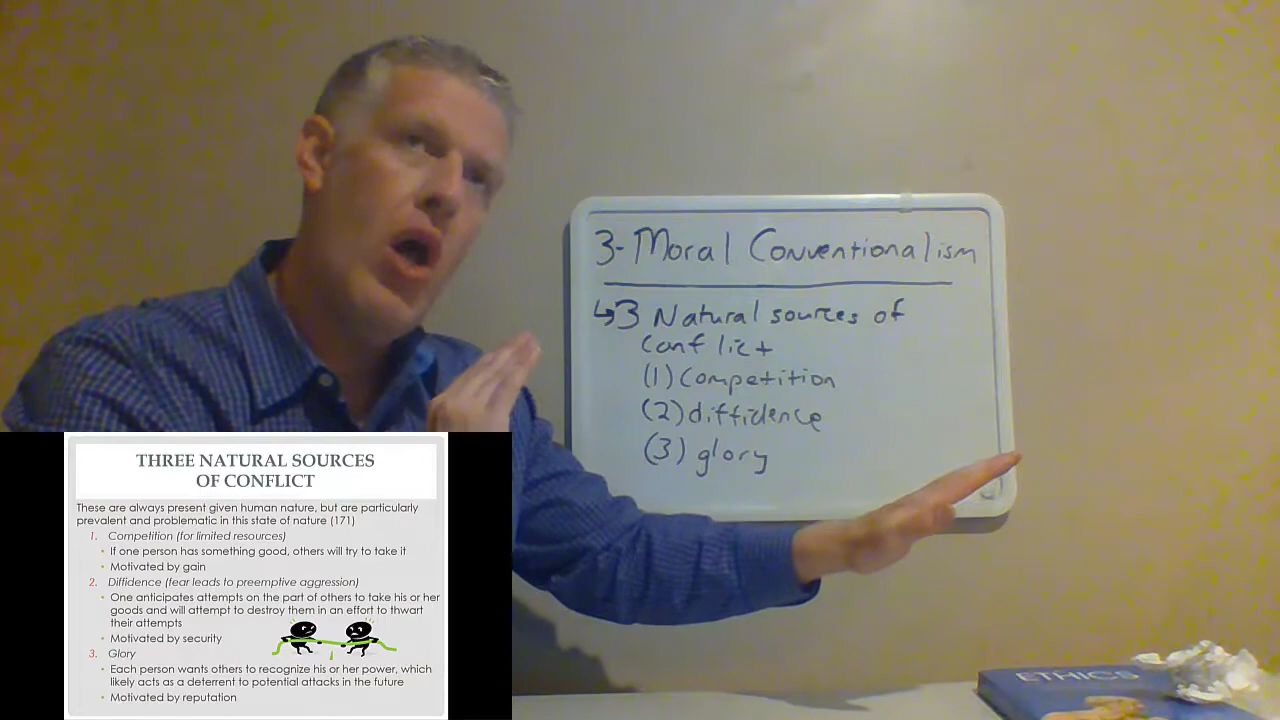 3- Moral Conventionalism
↳3 Natural sources of
conflict
(1) competition
(2) diffidence
(3) glory
THREE NATURAL SOURCES
OF CONFLICT
These are always present given human nature, but are particularly
prevalent and problematic in this state of nature (171)
1. Competition (for limited resources)
• If one person has something good, others will try to take it
• Motivated by gain
2. Diffidence (fear leads to preemptive aggression)
• One anticipates attempts on the part of others to take his or her
goods and will attempt to destroy them in an effort to thwart
their attempts
• Motivated by security
3. Glory
• Each person wants others to recognize his or her power, which
likely acts as a deterrent to potential attacks in the future
• Motivated by reputation
ETHICS